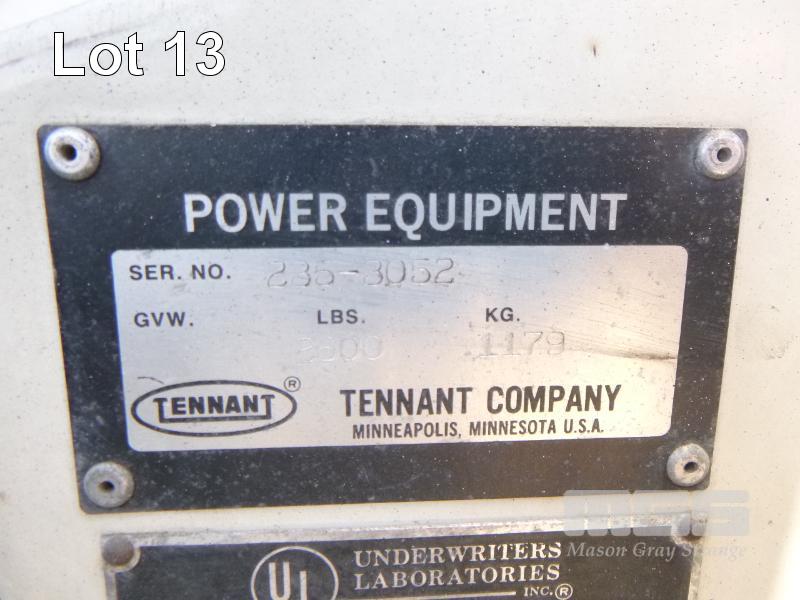 Lot 13
POWER EQUIPMENT
SER. NO. 235-3052
GVW. LBS. KG.
2600 1179
TENNANT® TENNANT COMPANY
MINNEAPOLIS, MINNESOTA U.S.A.
MGS
Mason Gray Strange
UL UNDERWRITERS
LABORATORIES
INC.®